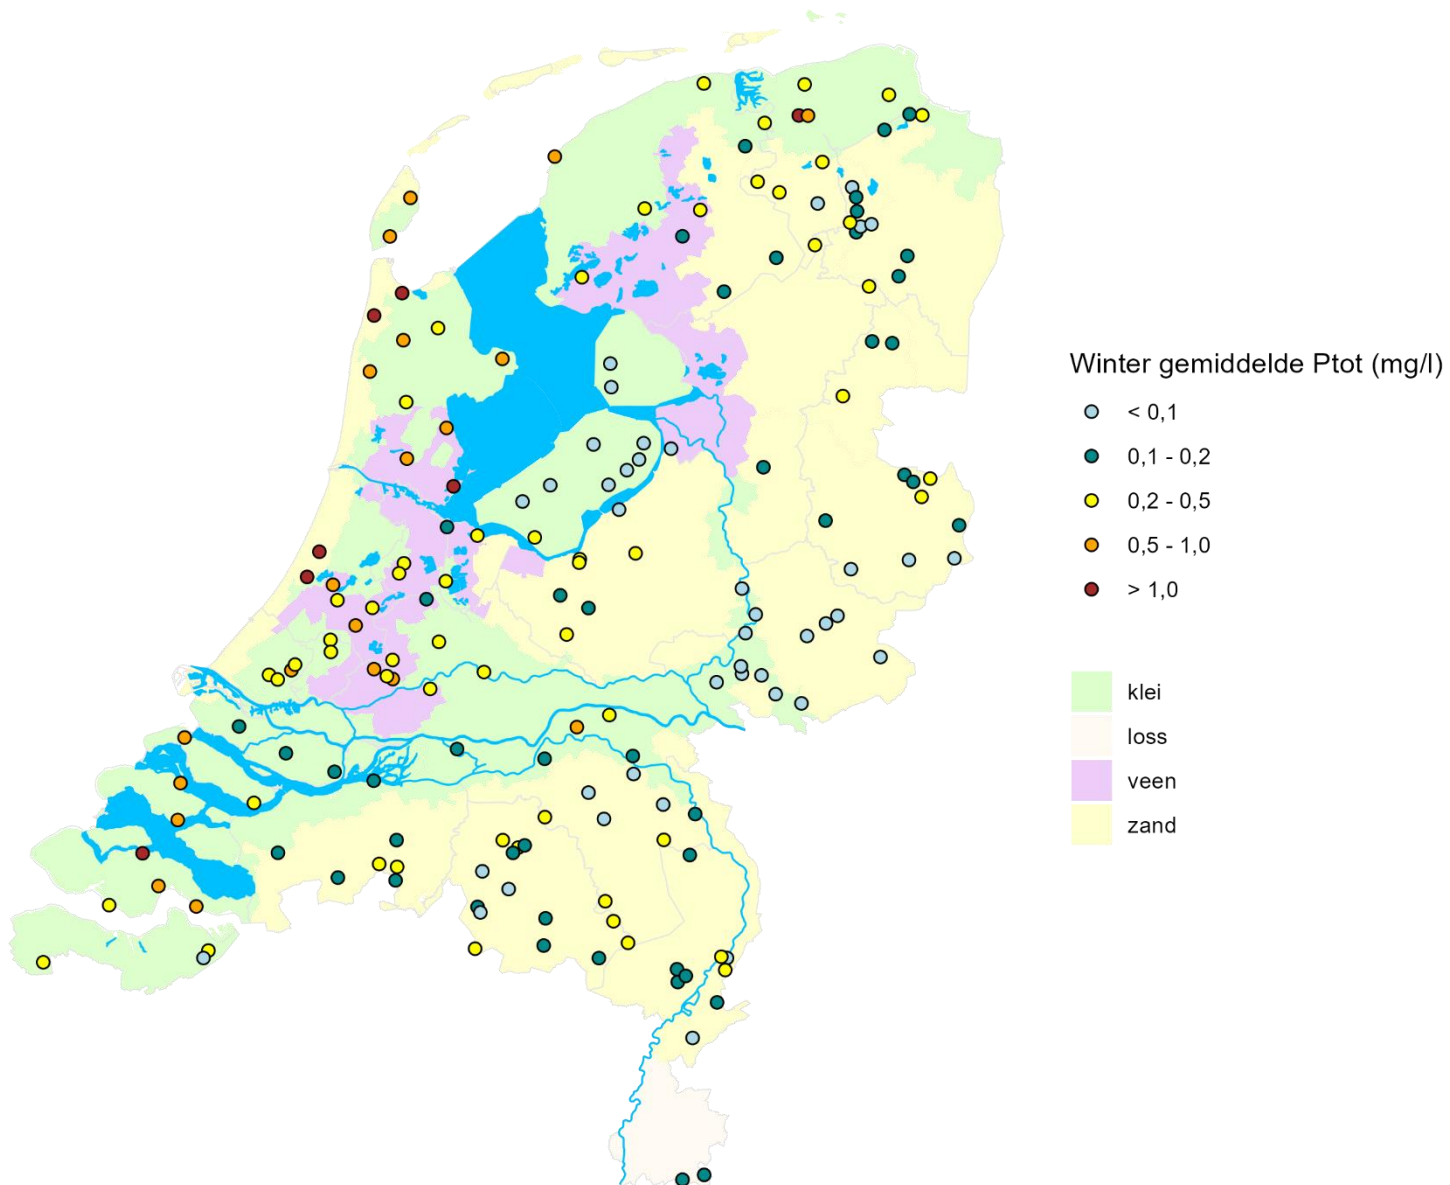 Winter gemiddelde Ptot (mg/l)
< 0,1
0,1 - 0,2
0,2 - 0,5
0,5 - 1,0
> 1,0
klei
loss
veen
zand